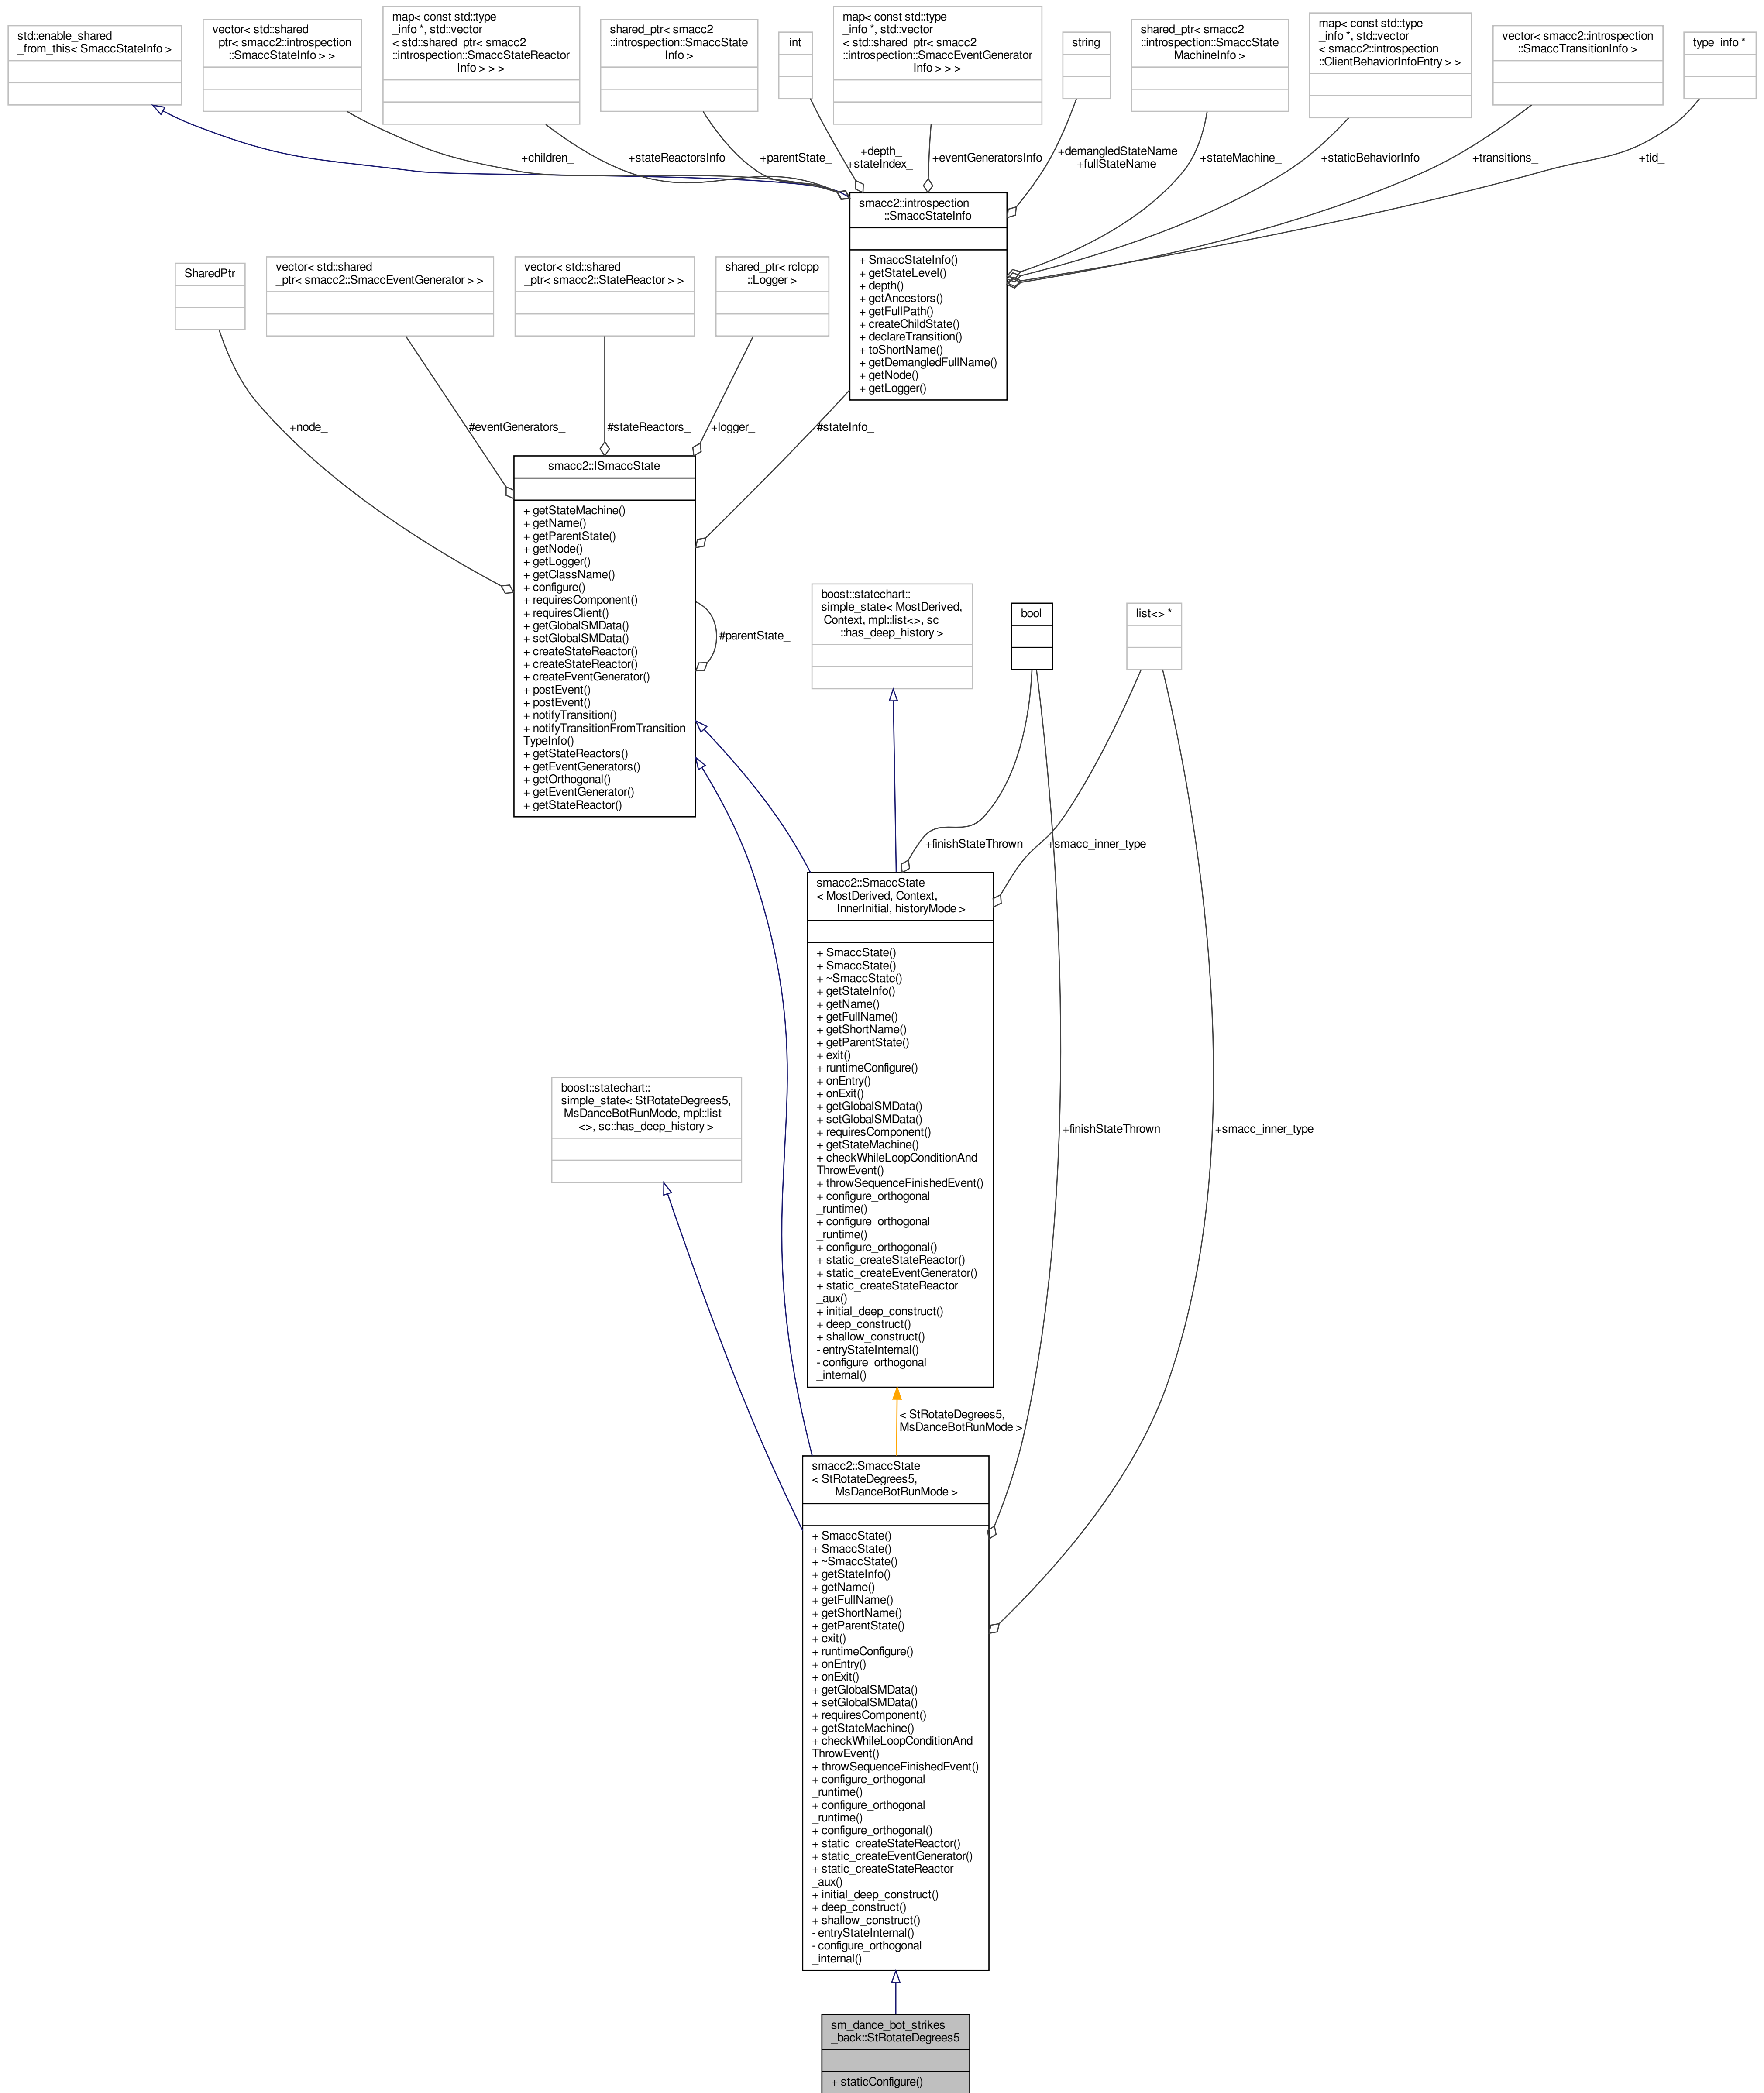 std::enable_shared
_from_this< SmaccStateInfo >
vector< std::shared
_ptr< smacc2::introspection
::SmaccStateInfo > >
map< const std::type
_info *, std::vector
< std::shared_ptr< smacc2
::introspection::SmaccStateReactor
Info > > >
shared_ptr< smacc2
::introspection::SmaccState
Info >
int
map< const std::type
_info *, std::vector
< std::shared_ptr< smacc2
::introspection::SmaccEventGenerator
Info > > >
string
shared_ptr< smacc2
::introspection::SmaccState
MachineInfo >
map< const std::type
_info *, std::vector
< smacc2::introspection
::ClientBehaviorInfoEntry > >
vector< smacc2::introspection
::SmaccTransitionInfo >
type_info *
+children_
+stateReactorsInfo
+parentState_
+depth_
+stateIndex_
+eventGeneratorsInfo
+demangledStateName
+fullStateName
+stateMachine_
+staticBehaviorInfo
+transitions_
+tid_
smacc2::introspection
::SmaccStateInfo
+ SmaccStateInfo()
+ getStateLevel()
+ depth()
+ getAncestors()
+ getFullPath()
+ createChildState()
+ declareTransition()
+ toShortName()
+ getDemangledFullName()
+ getNode()
+ getLogger()
SharedPtr
vector< std::shared
_ptr< smacc2::SmaccEventGenerator > >
vector< std::shared
_ptr< smacc2::StateReactor > >
shared_ptr< rclcpp
::Logger >
+node_
#eventGenerators_
#stateReactors_
+logger_
#stateInfo_
smacc2::ISmaccState
+ getStateMachine()
+ getName()
+ getParentState()
+ getNode()
+ getLogger()
+ getClassName()
+ configure()
+ requiresComponent()
+ requiresClient()
+ getGlobalSMData()
+ setGlobalSMData()
+ createStateReactor()
+ createStateReactor()
+ createEventGenerator()
+ postEvent()
+ postEvent()
+ notifyTransition()
+ notifyTransitionFromTransition
TypeInfo()
+ getStateReactors()
+ getEventGenerators()
+ getOrthogonal()
+ getEventGenerator()
+ getStateReactor()
#parentState_
boost::statechart::
simple_state< MostDerived,
Context, mpl::list<>, sc
::has_deep_history >
bool
list<> *
+finishStateThrown
+smacc_inner_type
smacc2::SmaccState
< MostDerived, Context,
InnerInitial, historyMode >
+ SmaccState()
+ SmaccState()
+ ~SmaccState()
+ getStateInfo()
+ getName()
+ getFullName()
+ getShortName()
+ getParentState()
+ exit()
+ runtimeConfigure()
+ onEntry()
+ onExit()
+ getGlobalSMData()
+ setGlobalSMData()
+ requiresComponent()
+ getStateMachine()
+ checkWhileLoopConditionAnd
ThrowEvent()
+ throwSequenceFinishedEvent()
+ configure_orthogonal
_runtime()
+ configure_orthogonal
_runtime()
+ configure_orthogonal()
+ static_createStateReactor()
+ static_createEventGenerator()
+ static_createStateReactor
_aux()
+ initial_deep_construct()
+ deep_construct()
+ shallow_construct()
- entryStateInternal()
- configure_orthogonal
_internal()
boost::statechart::
simple_state< StRotateDegrees5,
MsDanceBotRunMode, mpl::list
<>, sc::has_deep_history >
+finishStateThrown
+smacc_inner_type
< StRotateDegrees5,
MsDanceBotRunMode >
smacc2::SmaccState
< StRotateDegrees5,
MsDanceBotRunMode >
+ SmaccState()
+ SmaccState()
+ ~SmaccState()
+ getStateInfo()
+ getName()
+ getFullName()
+ getShortName()
+ getParentState()
+ exit()
+ runtimeConfigure()
+ onEntry()
+ onExit()
+ getGlobalSMData()
+ setGlobalSMData()
+ requiresComponent()
+ getStateMachine()
+ checkWhileLoopConditionAnd
ThrowEvent()
+ throwSequenceFinishedEvent()
+ configure_orthogonal
_runtime()
+ configure_orthogonal
_runtime()
+ configure_orthogonal()
+ static_createStateReactor()
+ static_createEventGenerator()
+ static_createStateReactor
_aux()
+ initial_deep_construct()
+ deep_construct()
+ shallow_construct()
- entryStateInternal()
- configure_orthogonal
_internal()
sm_dance_bot_strikes
_back::StRotateDegrees5
+ staticConfigure()